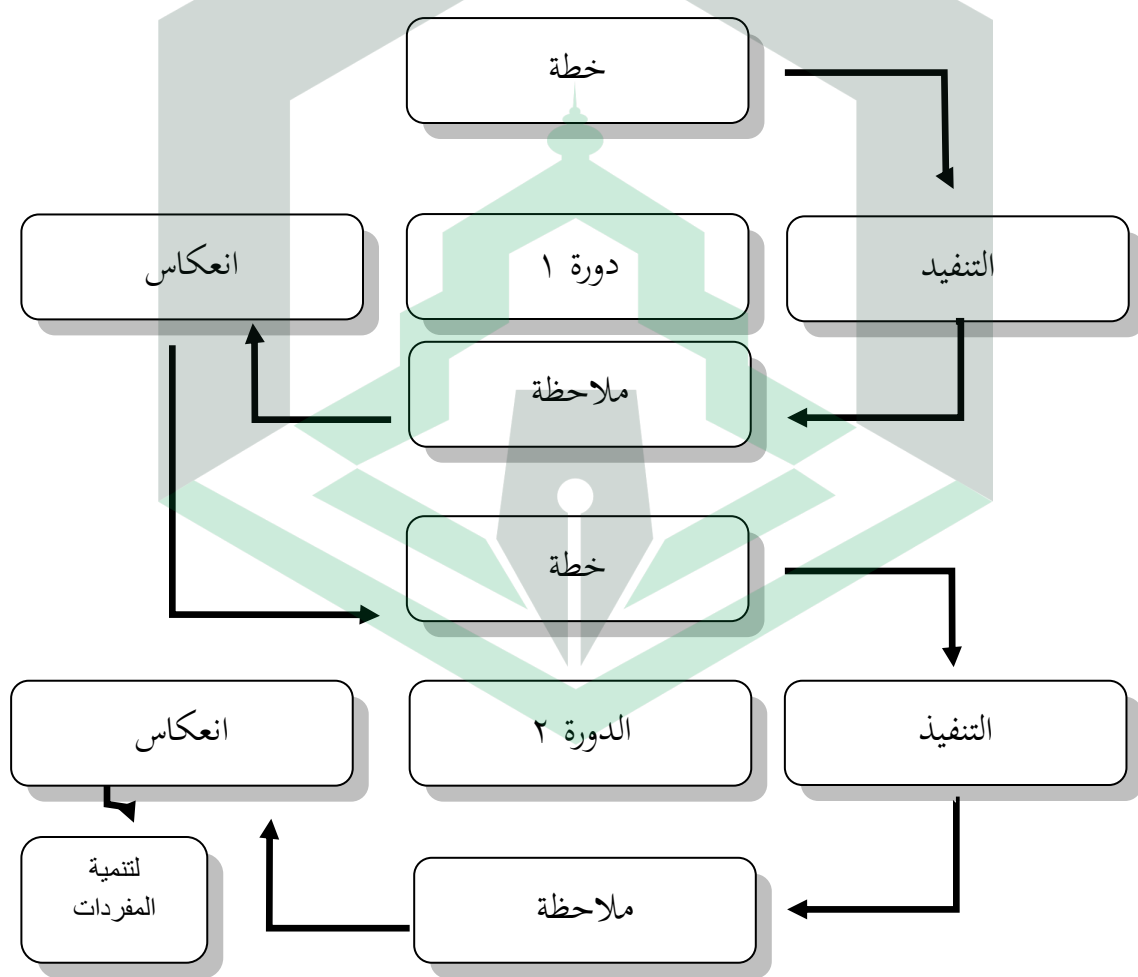 خطة
التنفيد
دورة ١
انعكاس
ملاحظة
خطة
التنفيذ
الدورة ٢
انعكاس
ملاحظة
لتنمية
المفردات